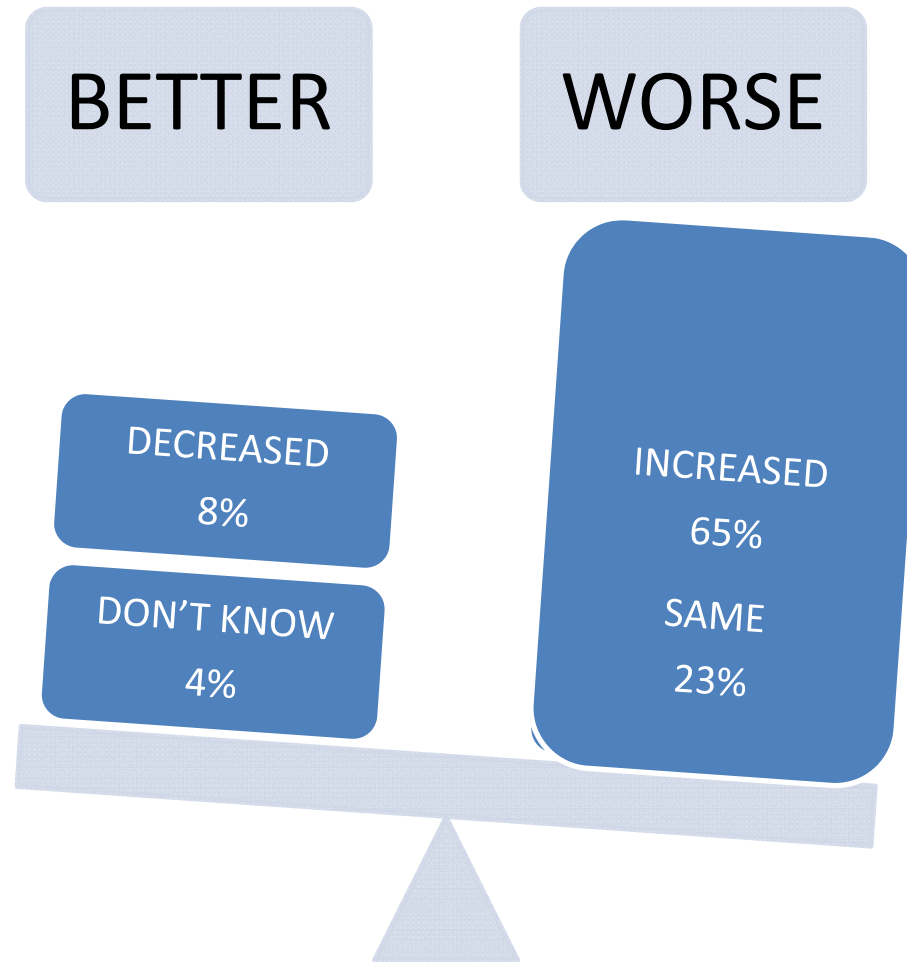 BETTER
WORSE
DECREASED
8%
DON’T KNOW
4%
INCREASED
65%
SAME
23%